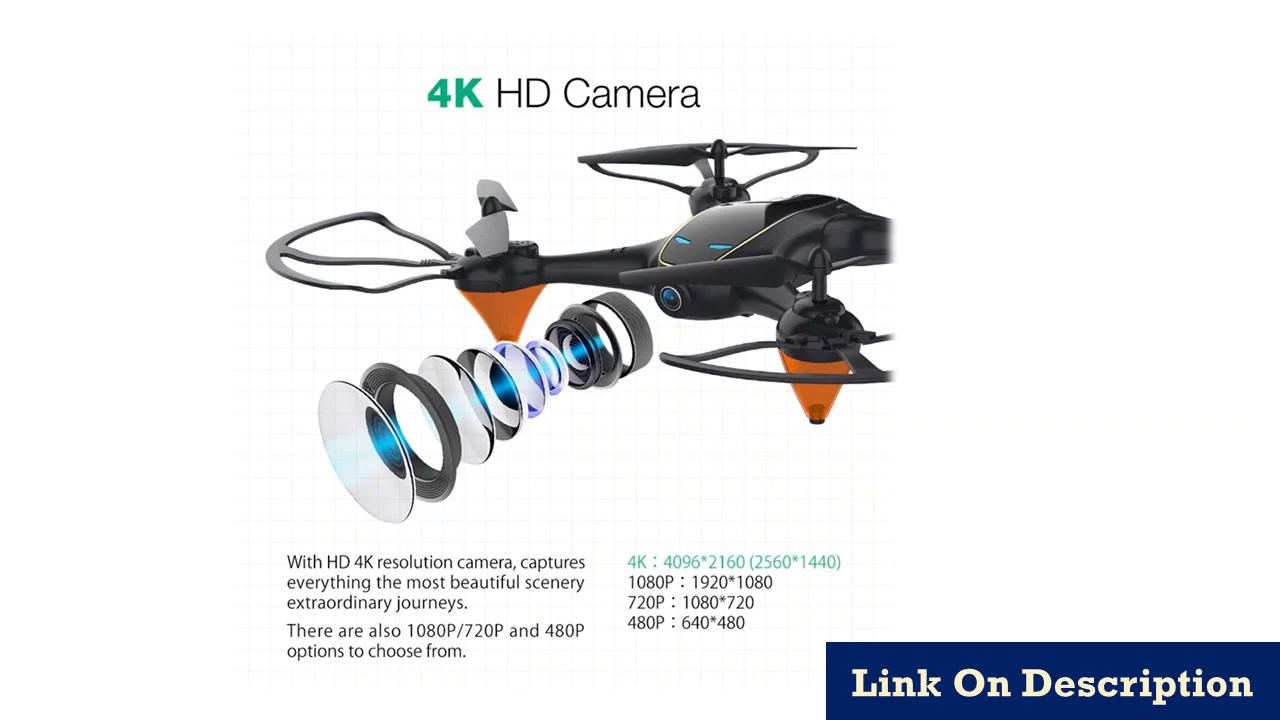 4K HD Camera
With HD 4K resolution camera, captures
everything the most beautiful scenery
extraordinary journeys.
There are also 1080P/720P and 480P
options to choose from.
4K：4096*2160 (2560*1440)
1080P：1920*1080
720P：1080*720
480P：640*480
Link On Description